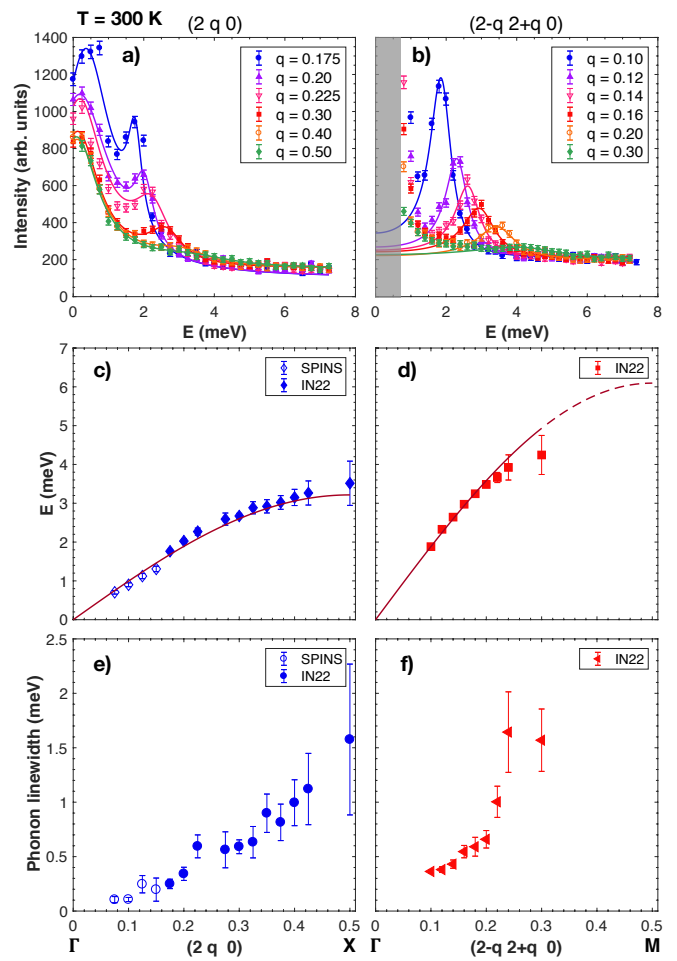 T = 300 K
(2 q 0)
(2-q 2+q 0)
a)
q = 0.175
q = 0.20
q = 0.225
q = 0.30
q = 0.40
q = 0.50
b)
q = 0.10
q = 0.12
q = 0.14
q = 0.16
q = 0.20
q = 0.30
Intensity (arb. units)
1400
1200
1000
800
600
400
200
0
0 2 4 6 8
E (meV)
0 2 4 6 8
E (meV)
c)
SPINS
IN22
d)
IN22
E (meV)
7
6
5
4
3
2
1
0
e)
SPINS
IN22
f)
IN22
Phonon linewidth (meV)
2.5
2
1.5
1
0.5
0
0 0.1 0.2 0.3 0.4 0.5
Γ (2 q 0) X
0 0.1 0.2 0.3 0.4 0.5
Γ (2-q 2+q 0) M